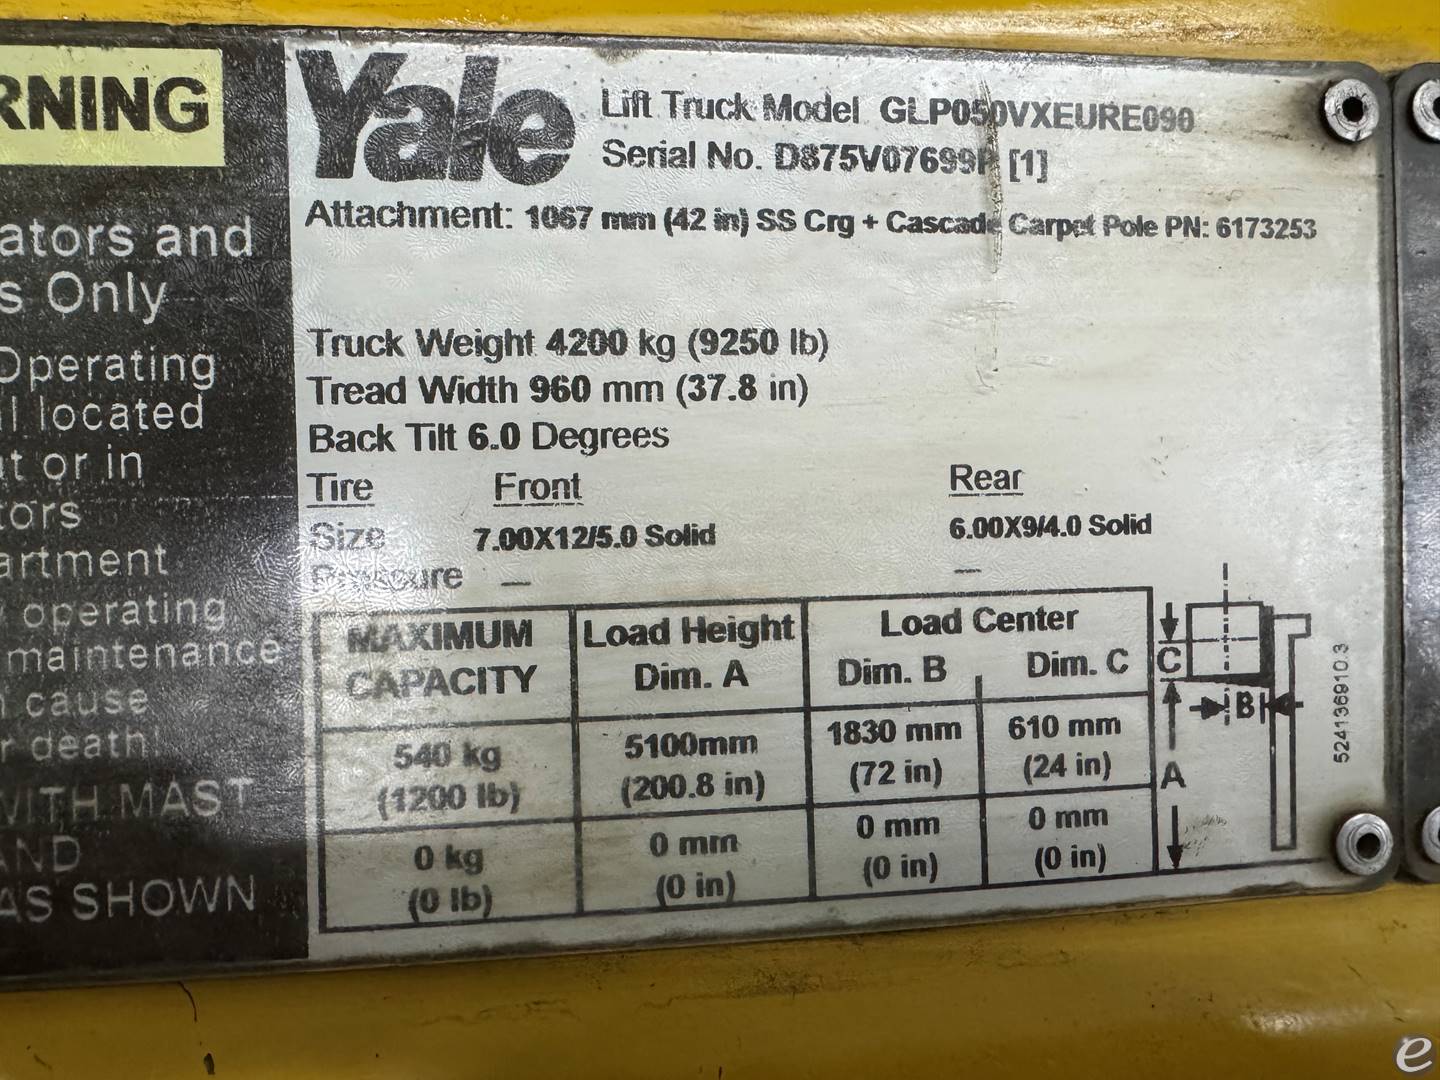 RNING
ators and
s Only
Operating
l located
t or in
tors
artment
operating
maintenance
cause
r death
WITH MAST
AND
AS SHOWN
Yale
Lift Truck Model GLP050VXEURE090
Serial No. D875V07699P [1]
Attachment: 1067 mm (42 in) SS Crg + Cascade Carpet Pole PN: 6173253
Truck Weight 4200 kg (9250 lb)
Tread Width 960 mm (37.8 in)
Back Tilt 6.0 Degrees
Tire Front Rear
Size 7.00X12/5.0 Solid 6.00X9/4.0 Solid
Pressure — —
MAXIMUM CAPACITY
Load Height Dim. A
Load Center
Dim. B Dim. C
540 kg 5100mm 1830 mm 610 mm
(1200 lb) (200.8 in) (72 in) (24 in)
0 kg 0 mm 0 mm 0 mm
(0 lb) (0 in) (0 in) (0 in)
C
B
A
524136910.3
e